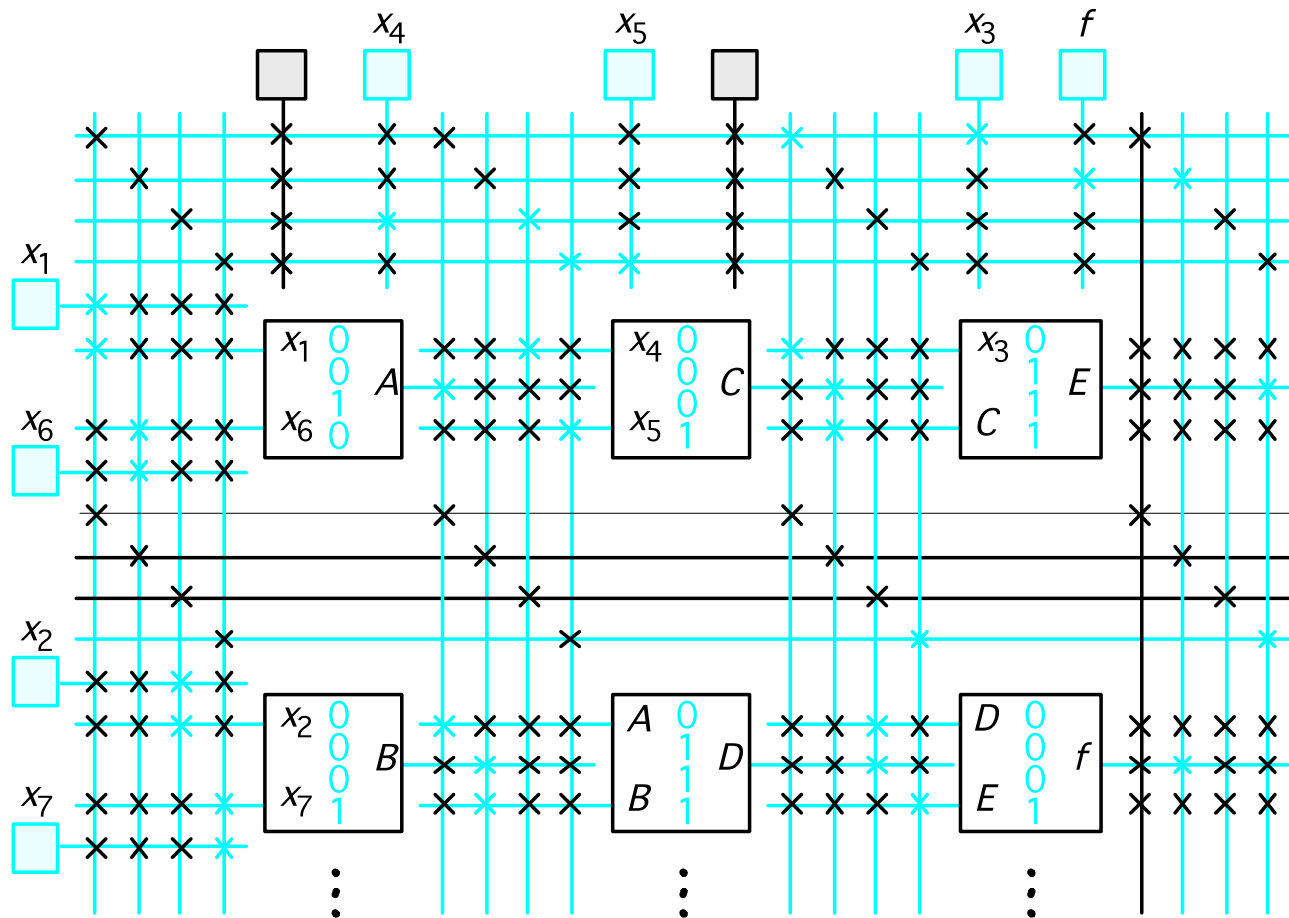 x4 x5 x3 f
x1
x1 0 A x4 0 C x3 0 E
0 0 1
1 0 C 1
x6 x6 0 x5 1 1
x2
x2 0 B A 0 D D 0 f
0 1 0
0 1 0
x7 x7 1 B 1 E 1